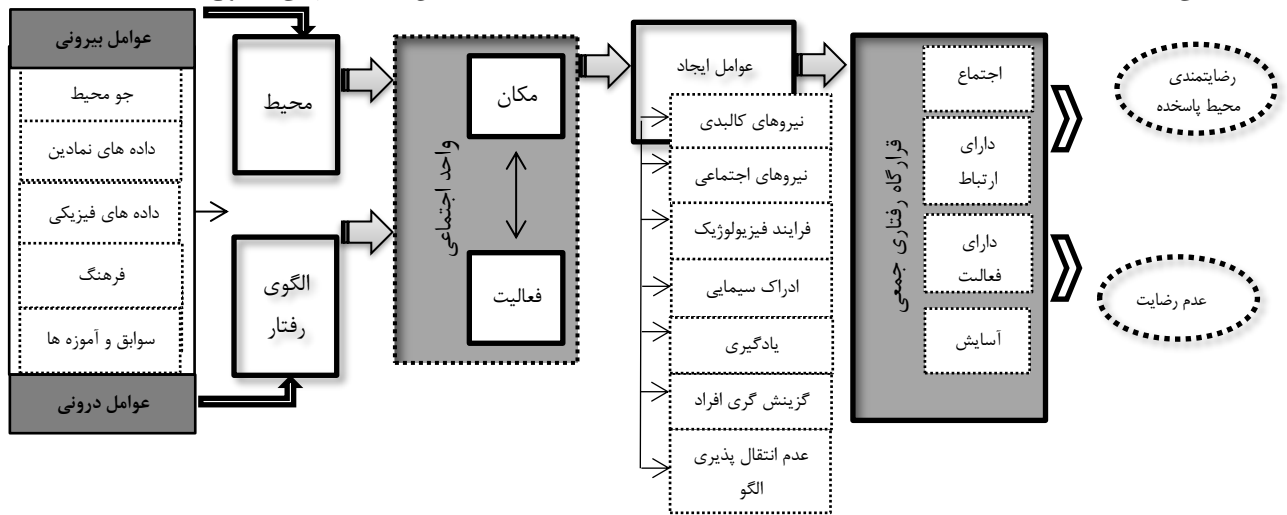 عوامل بیرونی
جو محیط
داده های نمادین
داده های فیزیکی
فرهنگ
سوابق و آموزه ها
عوامل درونی
محیط
الگوی
رفتار
واحد اجتماعی
مکان
فعالیت
عوامل ایجاد
نیروهای کالبدی
نیروهای اجتماعی
فرایند فیزیولوژیک
ادراک سیمایی
یادگیری
گزینش گری افراد
عدم انتقال پذیری
الگو
قرارگاه رفتاری جمعی
اجتماع
دارای
ارتباط
دارای
فعالیت
آسایش
رضایتمندی
محیط پاسخده
عدم رضایت